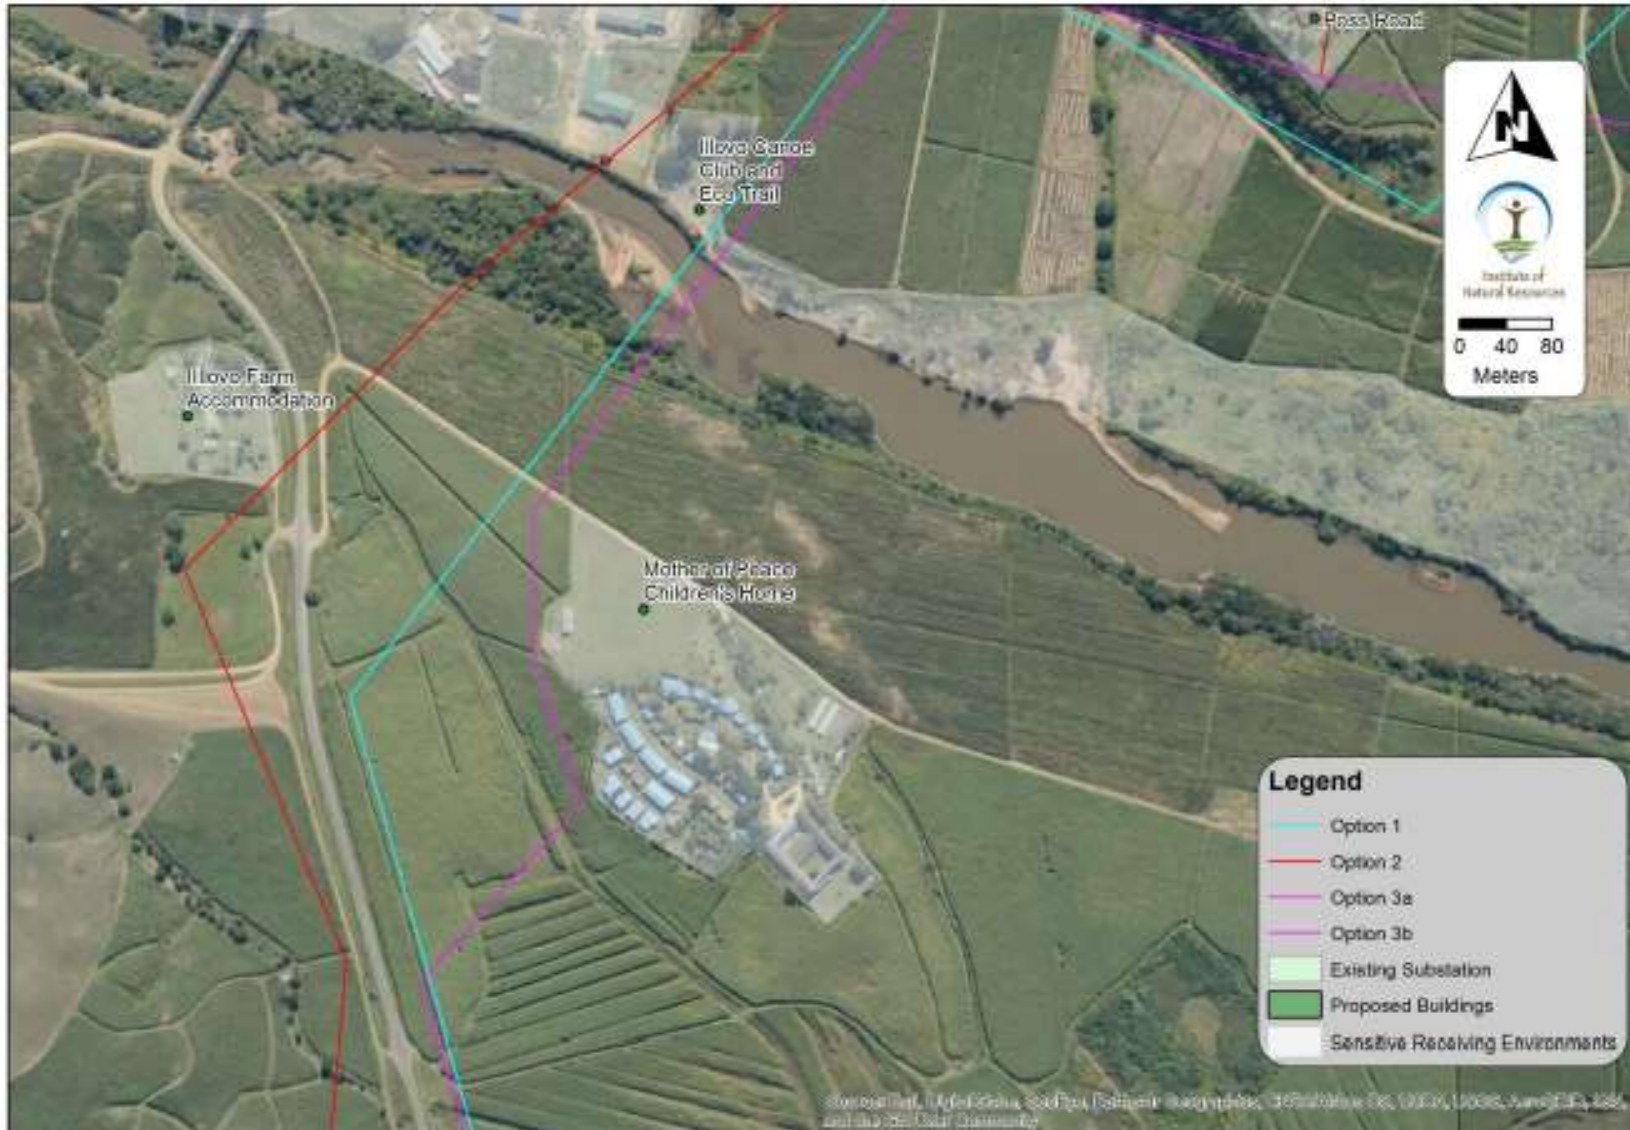 Ross Road
N
Institute of
Natural Resources
0 40 80
Meters
Illovo Canoe
Club and
Eco Trail
Illovo Farm
Accommodation
Mother of Peace
Children's Home
Legend
Option 1
Option 2
Option 3a
Option 3b
Existing Substation
Proposed Buildings
Sensitive Receiving Environments